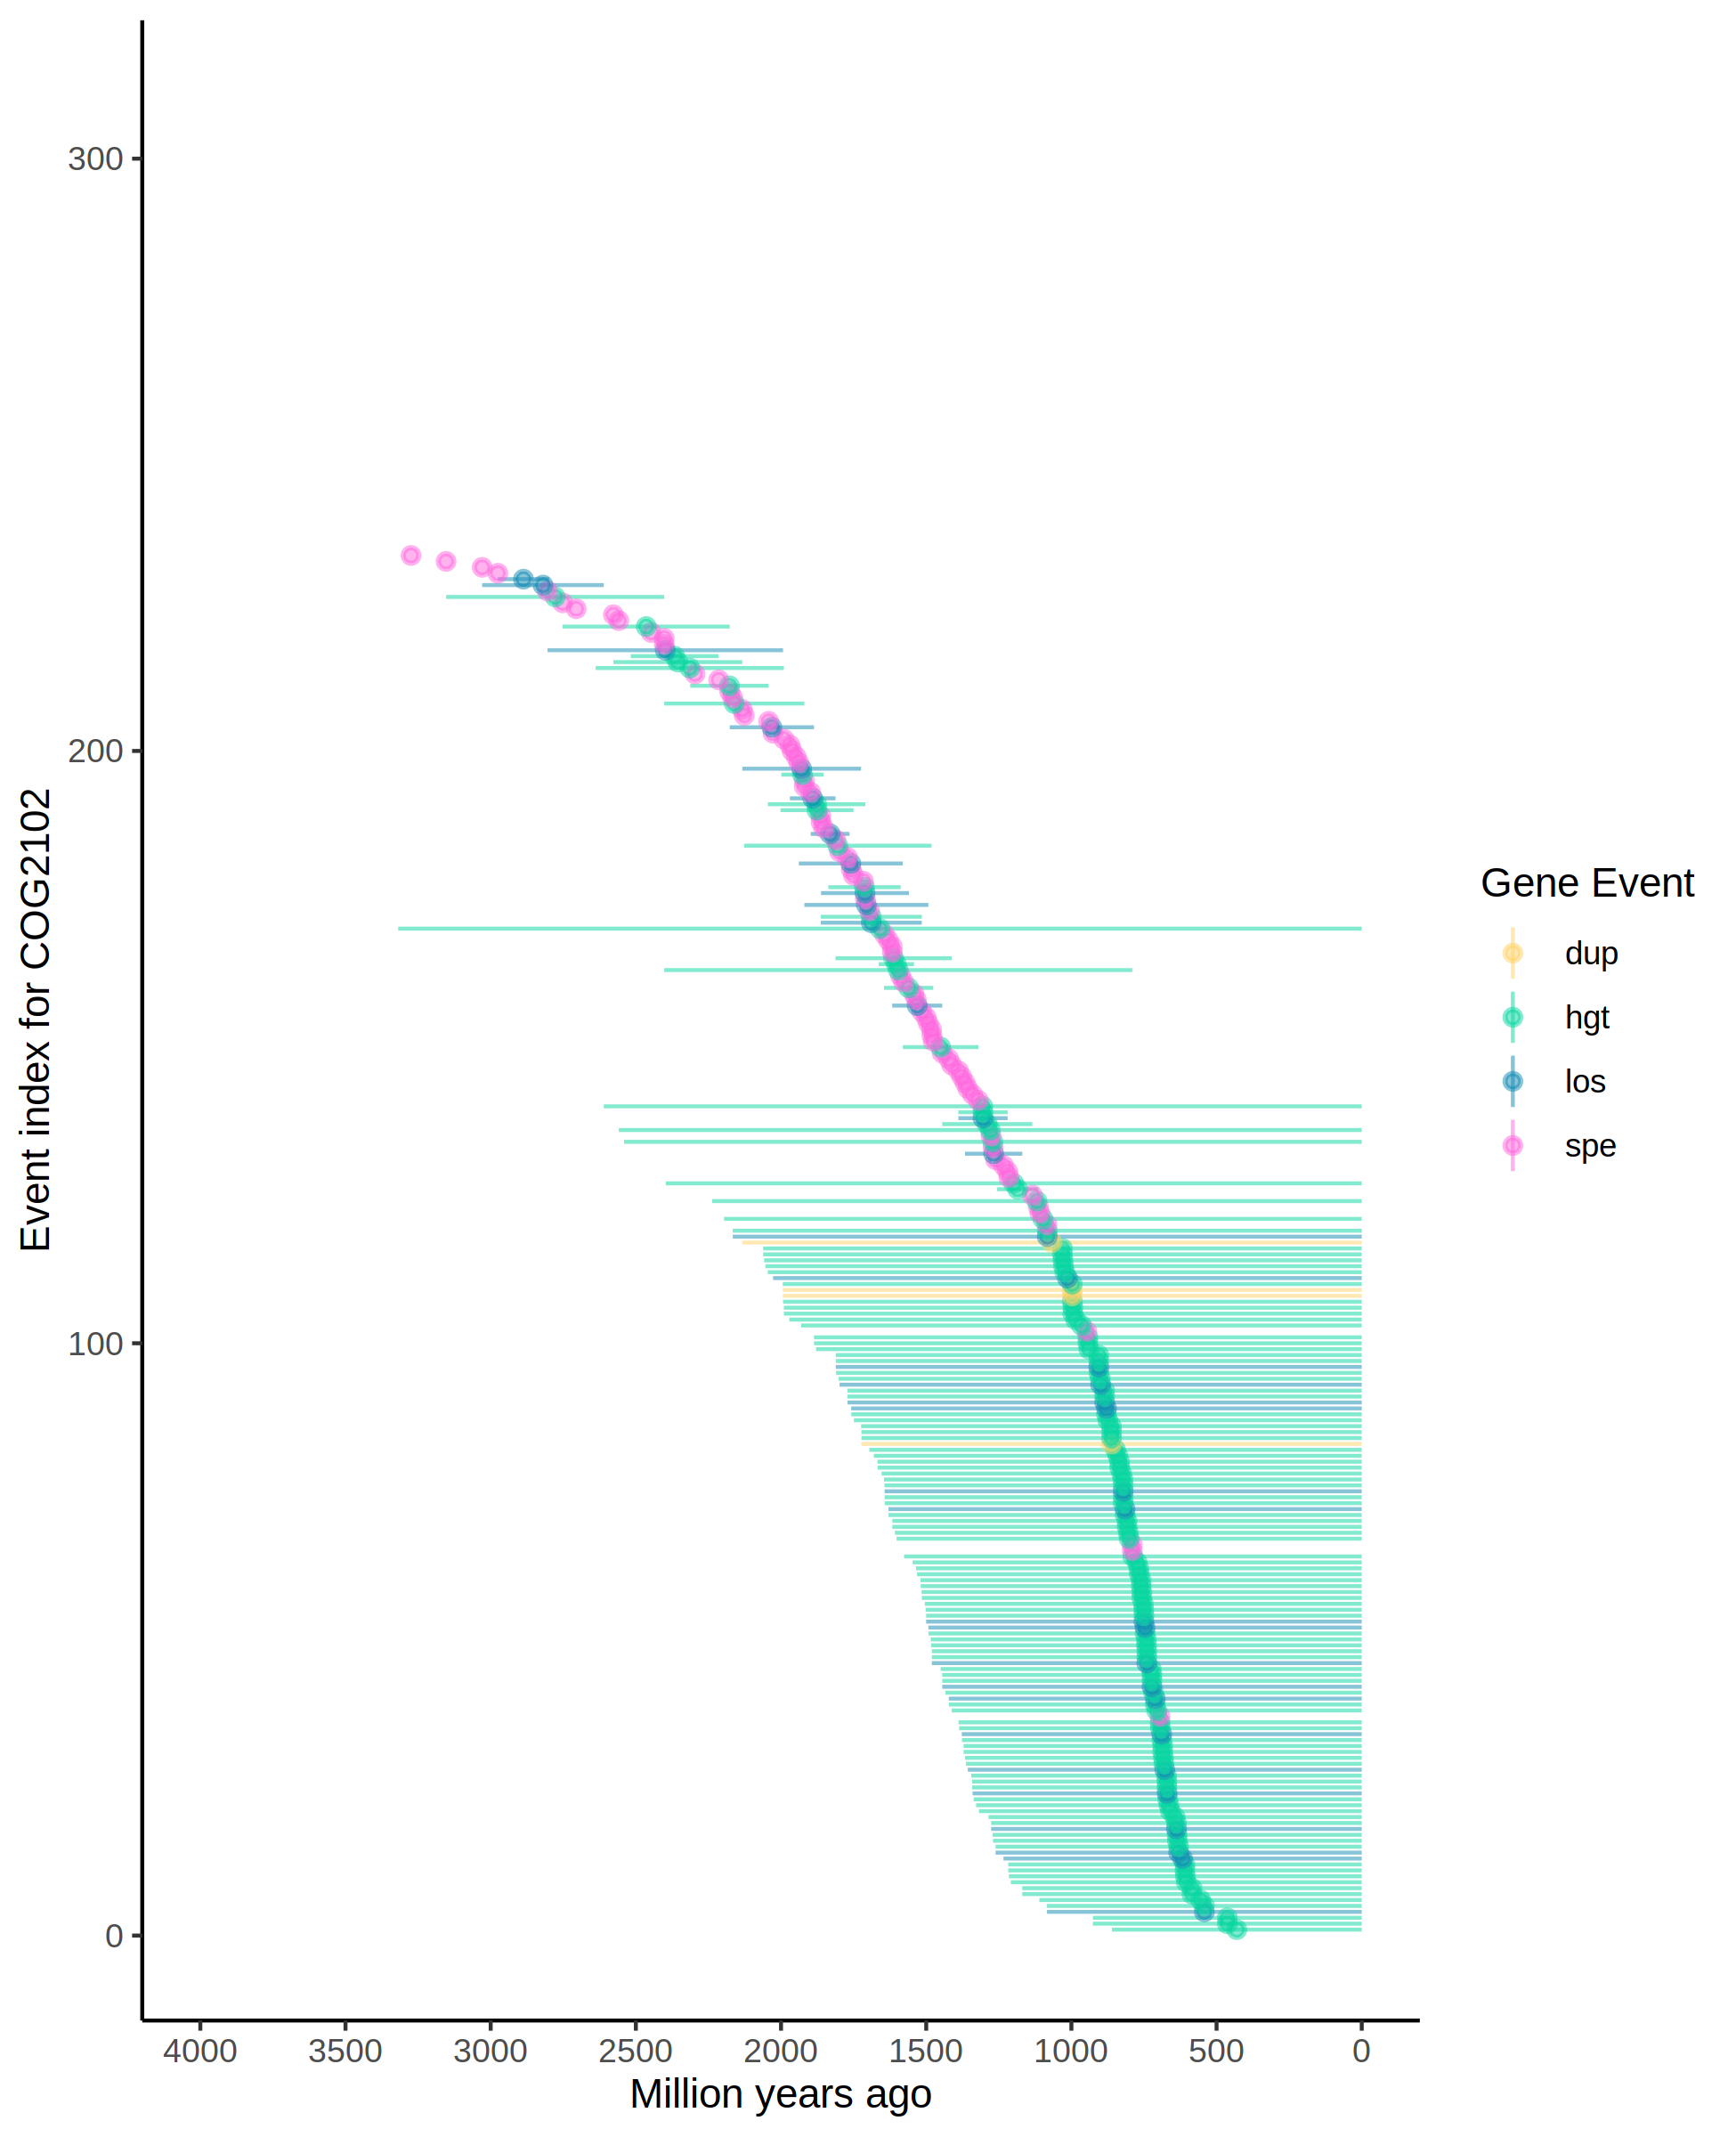 300
200
100
0
Event index for COG2102
4000 3500 3000 2500 2000 1500 1000 500 0
Million years ago
Gene Event
dup
hgt
los
spe